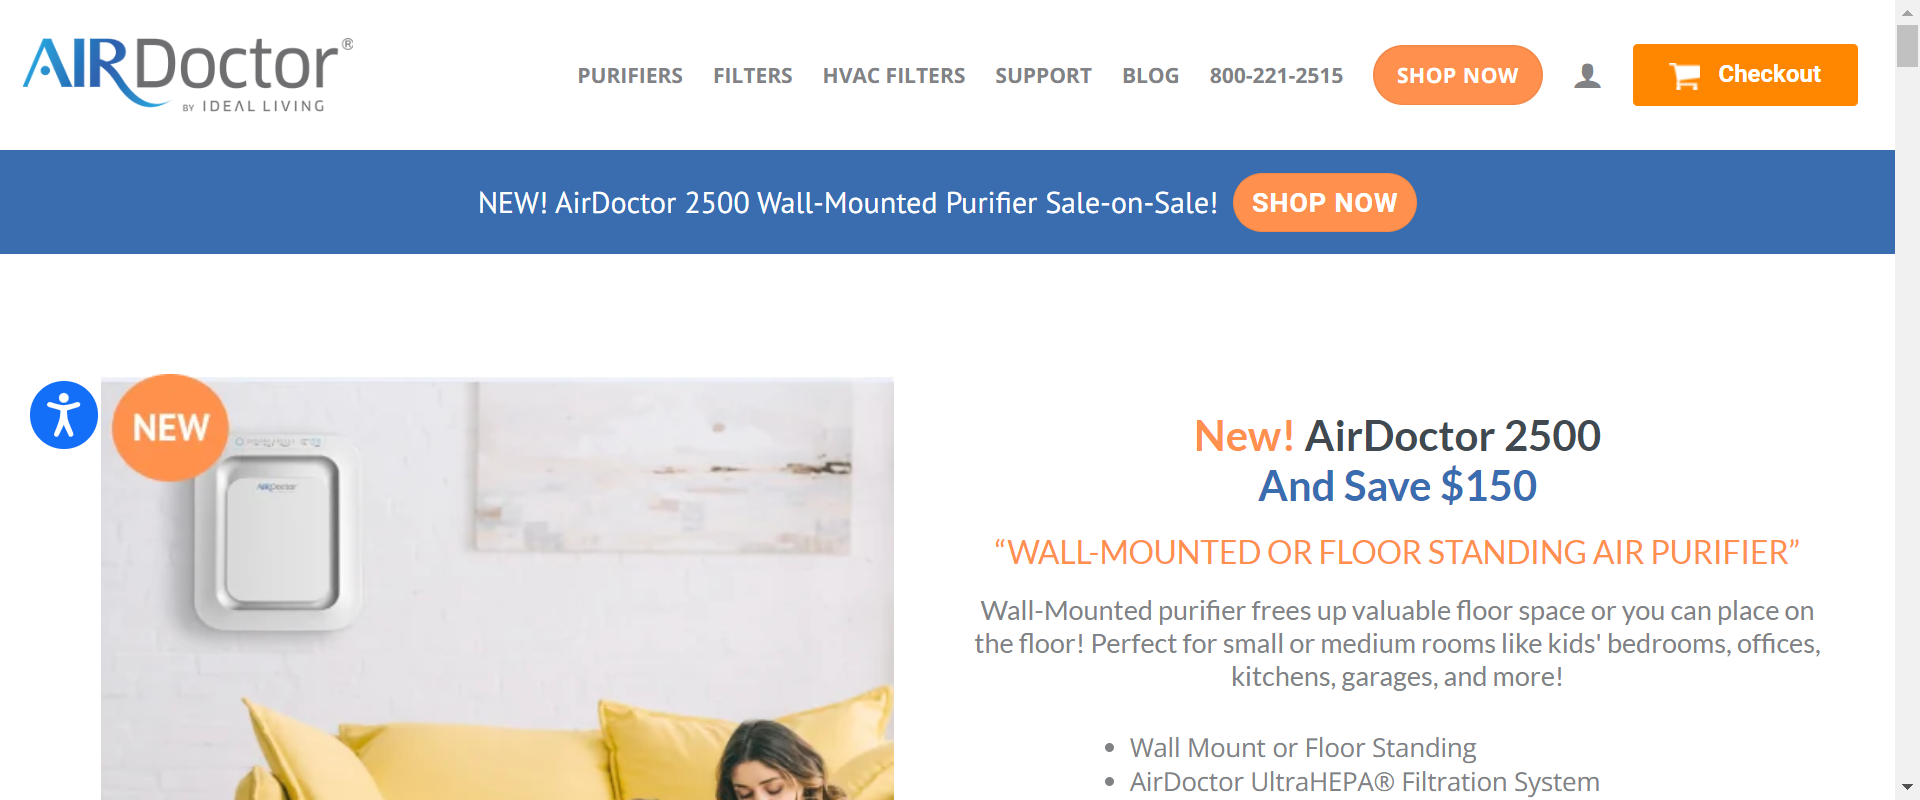 AIRDoctor®
BY IDEAL LIVING
PURIFIERS
FILTERS
HVAC FILTERS
SUPPORT
BLOG
800-221-2515
SHOP NOW
Checkout
NEW! AirDoctor 2500 Wall-Mounted Purifier Sale-on-Sale!
SHOP NOW
NEW
AIRDoctor
New! AirDoctor 2500
And Save $150
“WALL-MOUNTED OR FLOOR STANDING AIR PURIFIER”
Wall-Mounted purifier frees up valuable floor space or you can place on
the floor! Perfect for small or medium rooms like kids' bedrooms, offices,
kitchens, garages, and more!
• Wall Mount or Floor Standing
• AirDoctor UltraHEPA® Filtration System